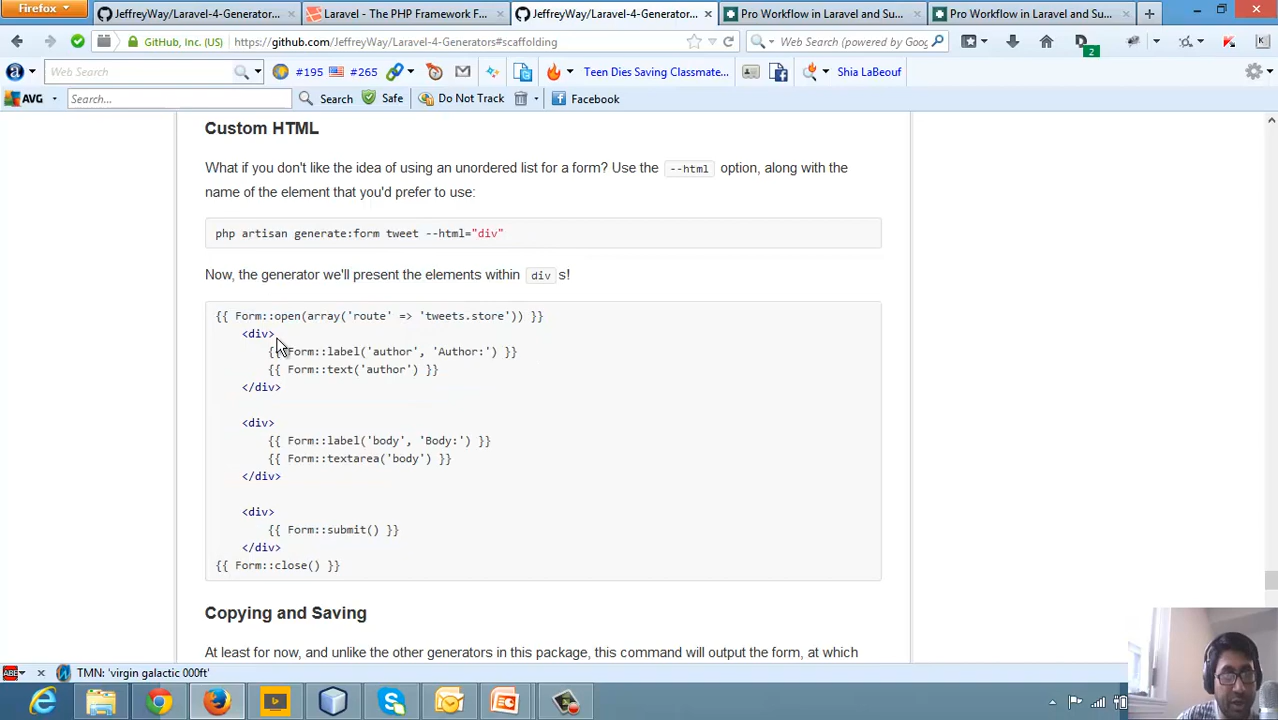 Firefox
JeffreyWay/Laravel-4-Generator...
Laravel - The PHP Framework F...
JeffreyWay/Laravel-4-Generator...
Pro Workflow in Laravel and Su...
Pro Workflow in Laravel and Su...
GitHub, Inc. (US)
https://github.com/JeffreyWay/Laravel-4-Generators#scaffolding
Web Search (powered by Goog
2
Web Search
#195
#265
Teen Dies Saving Classmate...
Shia LaBeouf
AVG
Search...
Search
Safe
Do Not Track
Facebook
Custom HTML
What if you don't like the idea of using an unordered list for a form? Use the --html option, along with the
name of the element that you'd prefer to use:
php artisan generate:form tweet --html="div"
Now, the generator we'll present the elements within div s!
{{ Form::open(array('route' => 'tweets.store')) }}
<div>
{{ Form::label('author', 'Author:') }}
{{ Form::text('author') }}
</div>
<div>
{{ Form::label('body', 'Body:') }}
{{ Form::textarea('body') }}
</div>
<div>
{{ Form::submit() }}
</div>
{{ Form::close() }}
Copying and Saving
At least for now, and unlike the other generators in this package, this command will output the form, at which
ABE
TMN: 'virgin galactic 000ft'